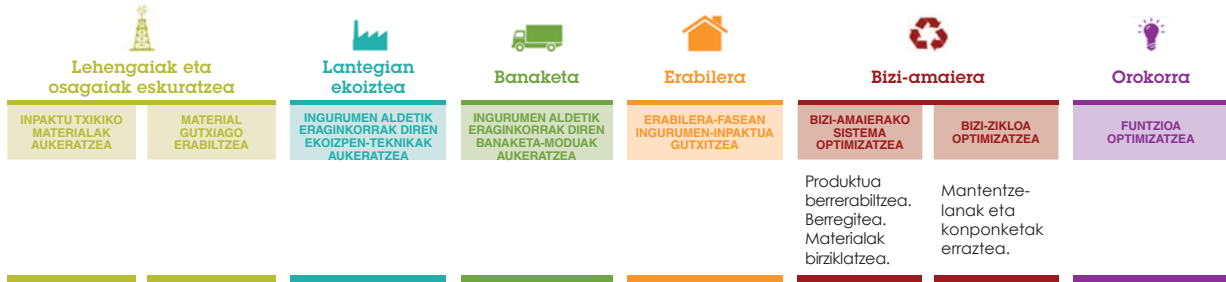 Lehengaiak eta
osagaiak eskuratzea
Lantegian
ekoiztea
Banaketa
Erabilera
Bizi-amaiera
Orokorra
INPAKTU TXIKIKO
MATERIALAK
AUKERATZEA
MATERIAL
GUTXIAGO
ERABILTZEA
INGURUMEN ALDETIK
ERAGINKORRAK DIREN
EKOIZPEN-TEKNIKAK
AUKERATZEA
INGURUMEN ALDETIK
ERAGINKORRAK DIREN
BANAKETA-MODUAK
AUKERATZEA
ERABILERA-FASEAN
INGURUMEN-INPAKTUA
GUTXITZEA
BIZI-AMAIERAKO
SISTEMA
OPTIMIZATZEA
BIZI-ZIKLOA
OPTIMIZATZEA
FUNTZIOA
OPTIMIZATZEA
Produktua
berrerabiltzea.
Berregitea.
Materialak
birziklatzea.
Mantentze-
lanak eta
konponketak
erraztea.